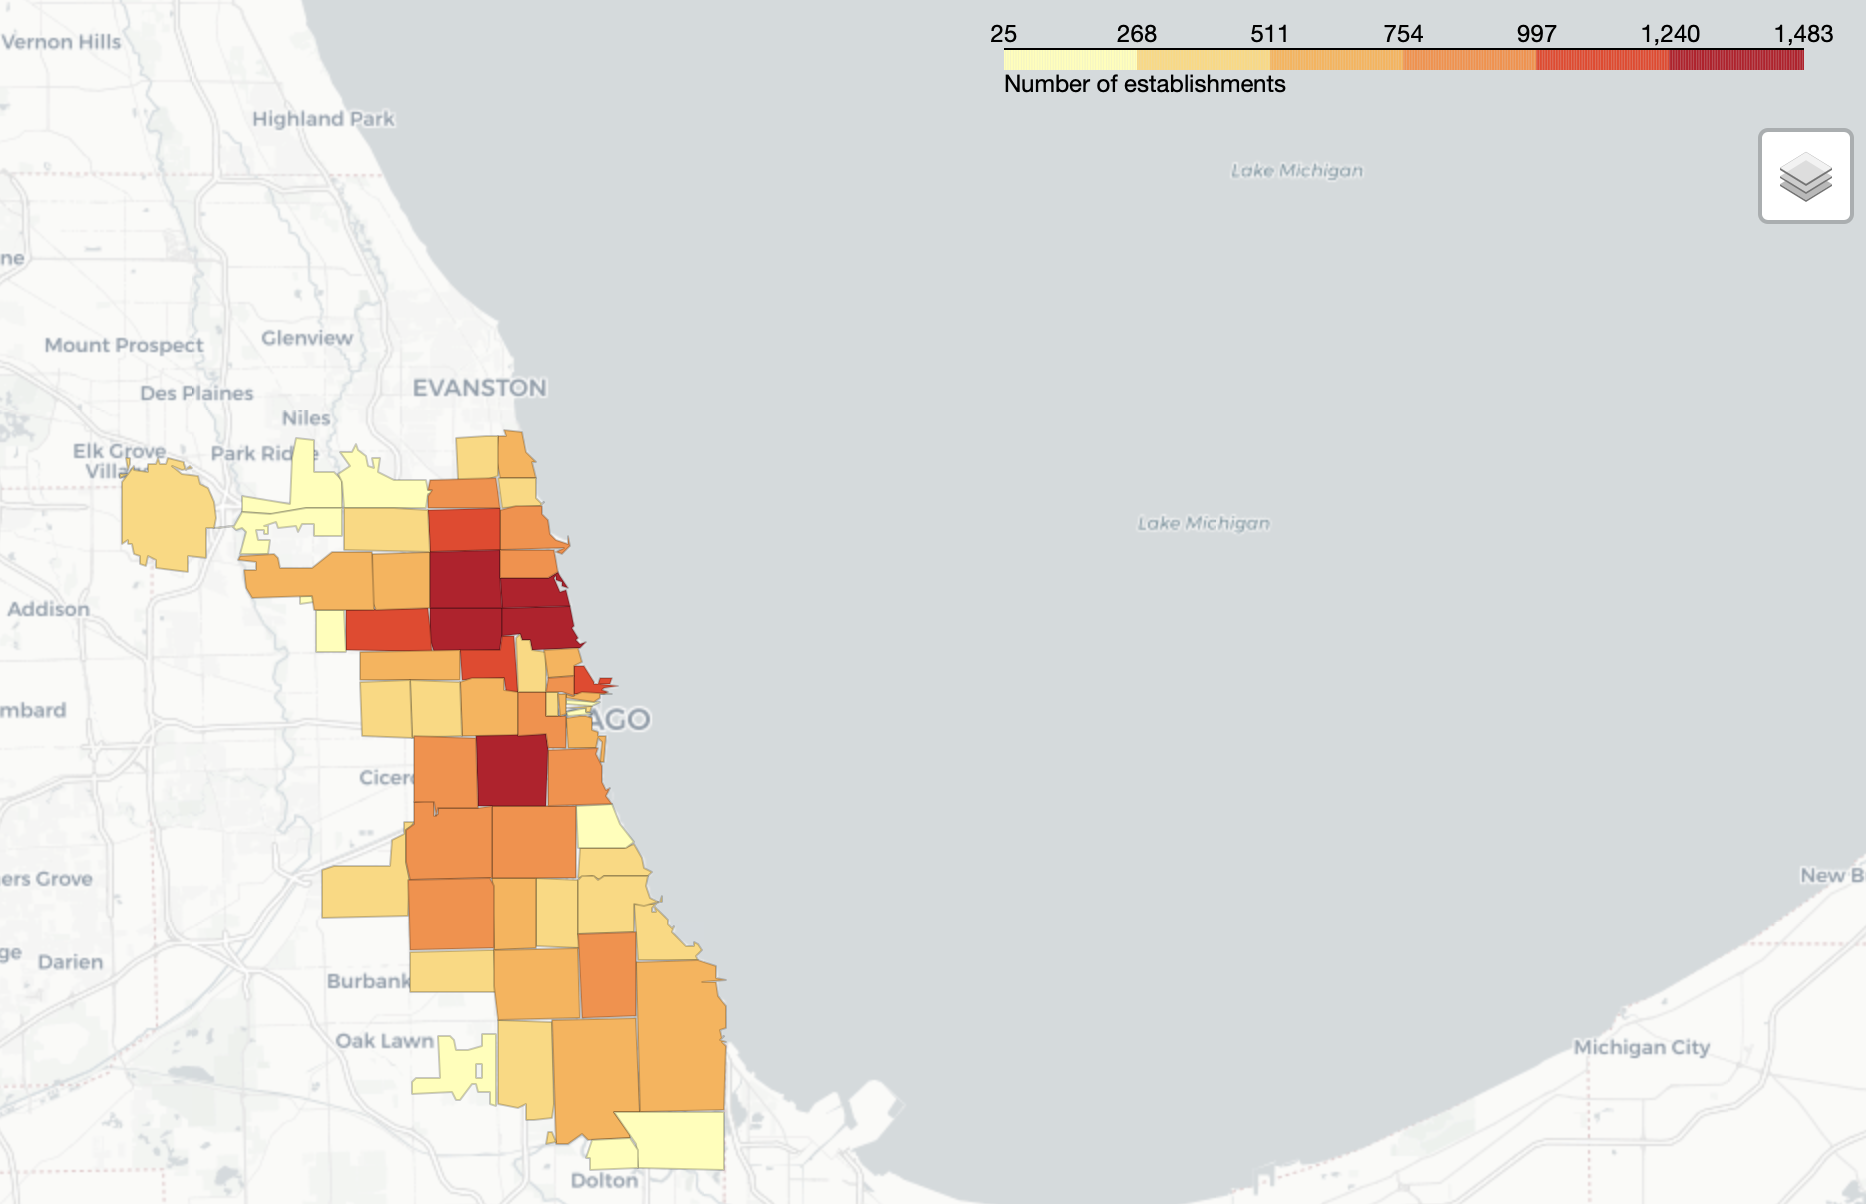 25 268 511 754 997 1,240 1,483
Number of establishments
Vernon Hills
Highland Park
Lake Michigan
ne
Mount Prospect
Glenview
Des Plaines
EVANSTON
Niles
Elk Grove
Park Rid e
Villa
Lake Michigan
Addison
mbard
AGO
Cicero
ers Grove
New B
ge
Darien
Burbank
Oak Lawn
Michigan City
Dolton